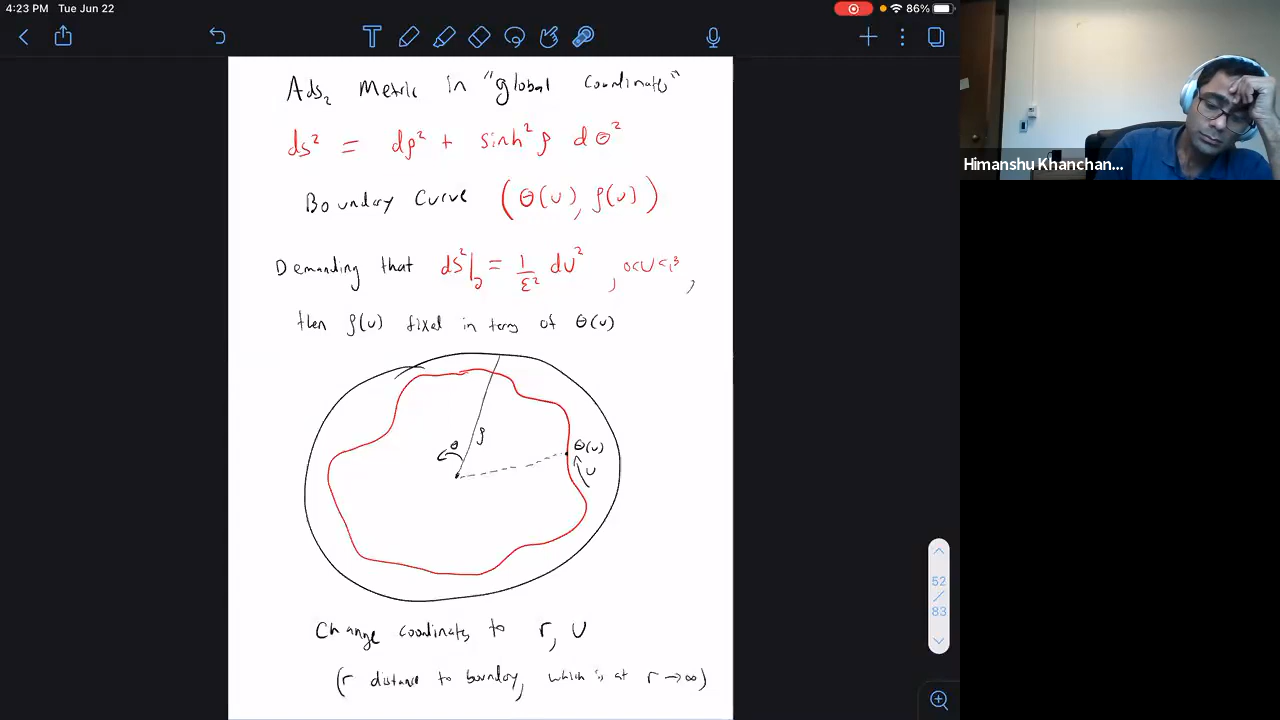 4:23 PM Tue Jun 22
86%
AdS₂ Metric in "global coordinates"
ds² = dρ² + sinh²ρ dθ²
Boundary Curve (θ(u), ρ(u))
Demanding that ds²|∂ = 1/ε² du² , 0<u<β ,
then ρ(u) fixed in terms of θ(u)
θ
ρ
θ(u)
u
Change coordinates to r, u
(r distance to boundary, which is at r → ∞)
Himanshu Khanchan...
52
/
83